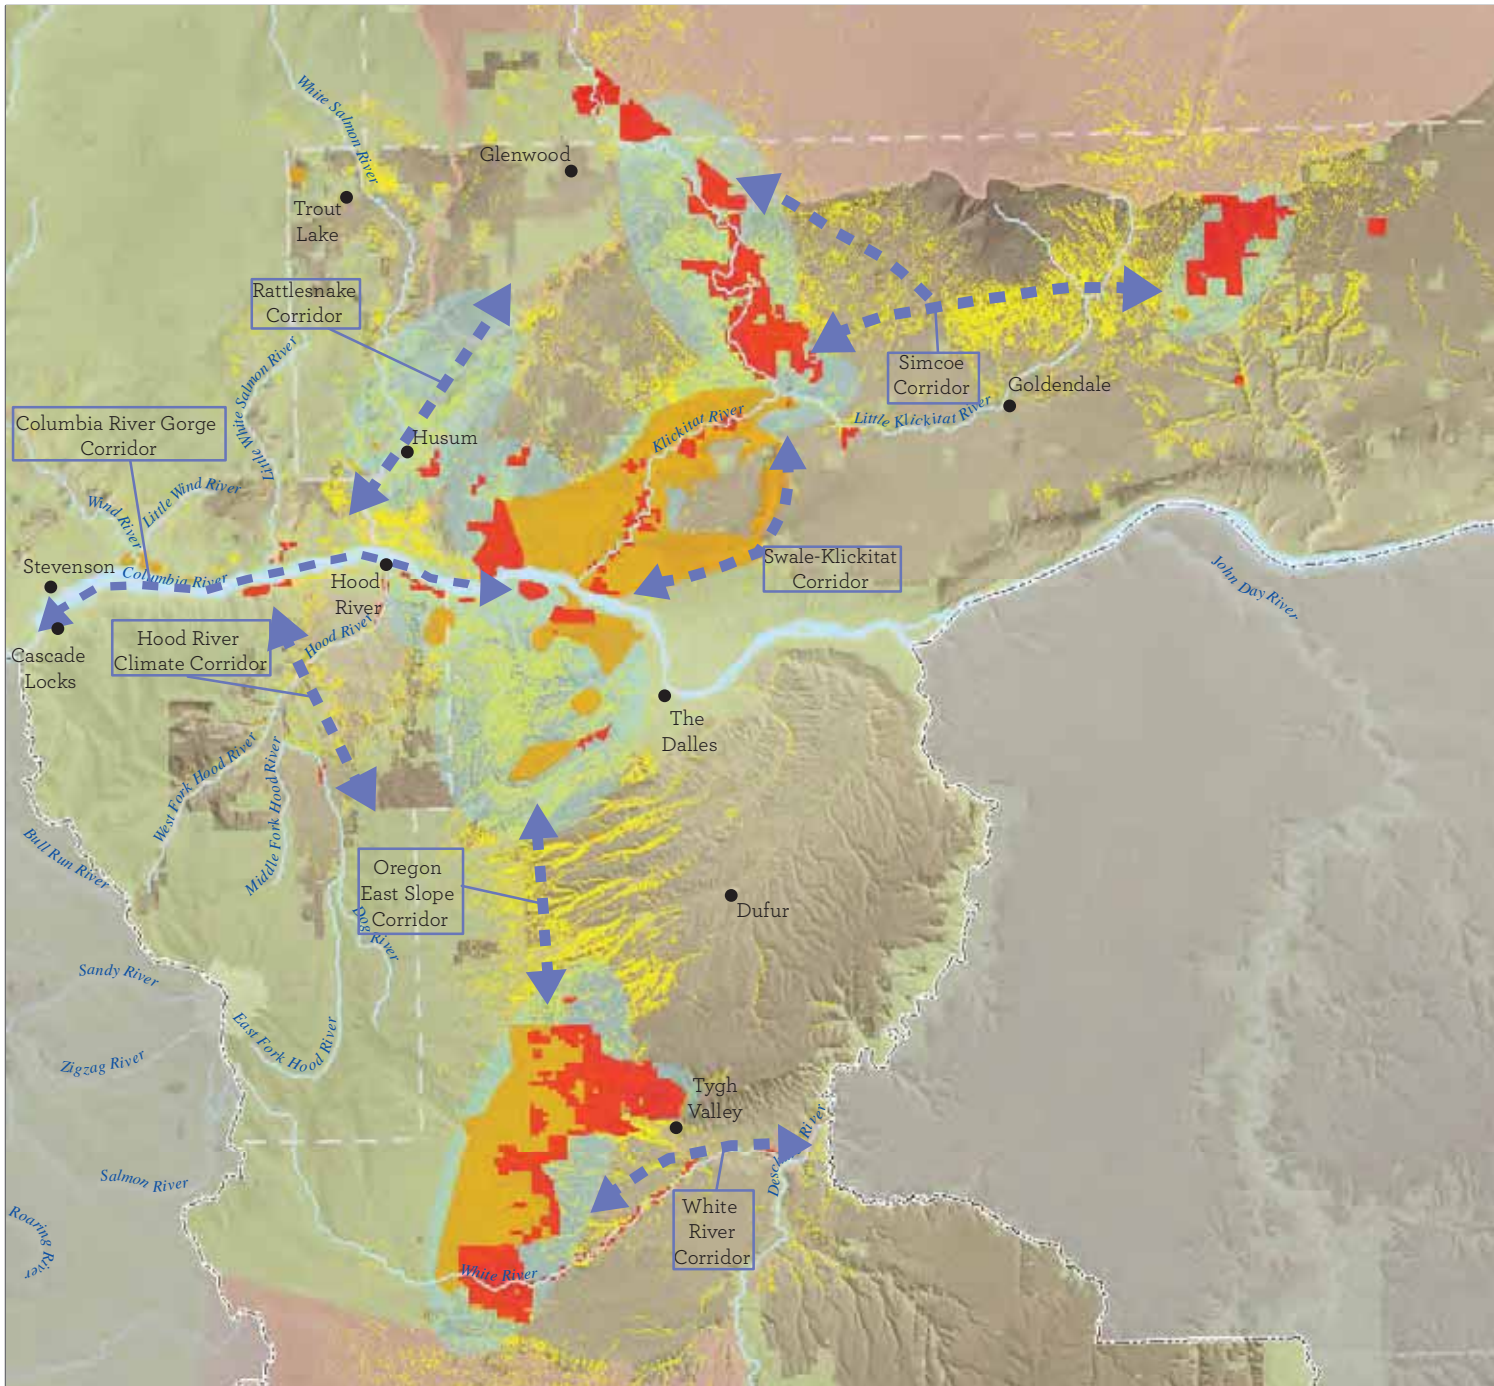 White Salmon River
Glenwood
Trout
Lake
Rattlesnake
Corridor
Little White Salmon River
Simcoe
Corridor
Goldendale
Klickitat River
Little Klickitat River
Columbia River Gorge
Corridor
Husum
Wind River
Little Wind River
Stevenson
Columbia River
Hood
River
Swale-Klickitat
Corridor
John Day River
Hood River
Climate Corridor
Hood River
Cascade
Locks
The
Dalles
West Fork Hood River
Middle Fork Hood River
Bull Run River
Oregon
East Slope
Corridor
Dog River
Dufur
Sandy River
East Fork Hood River
Zigzag River
Tygh
Valley
Salmon River
River
White
River
Corridor
Roaring
River
White River